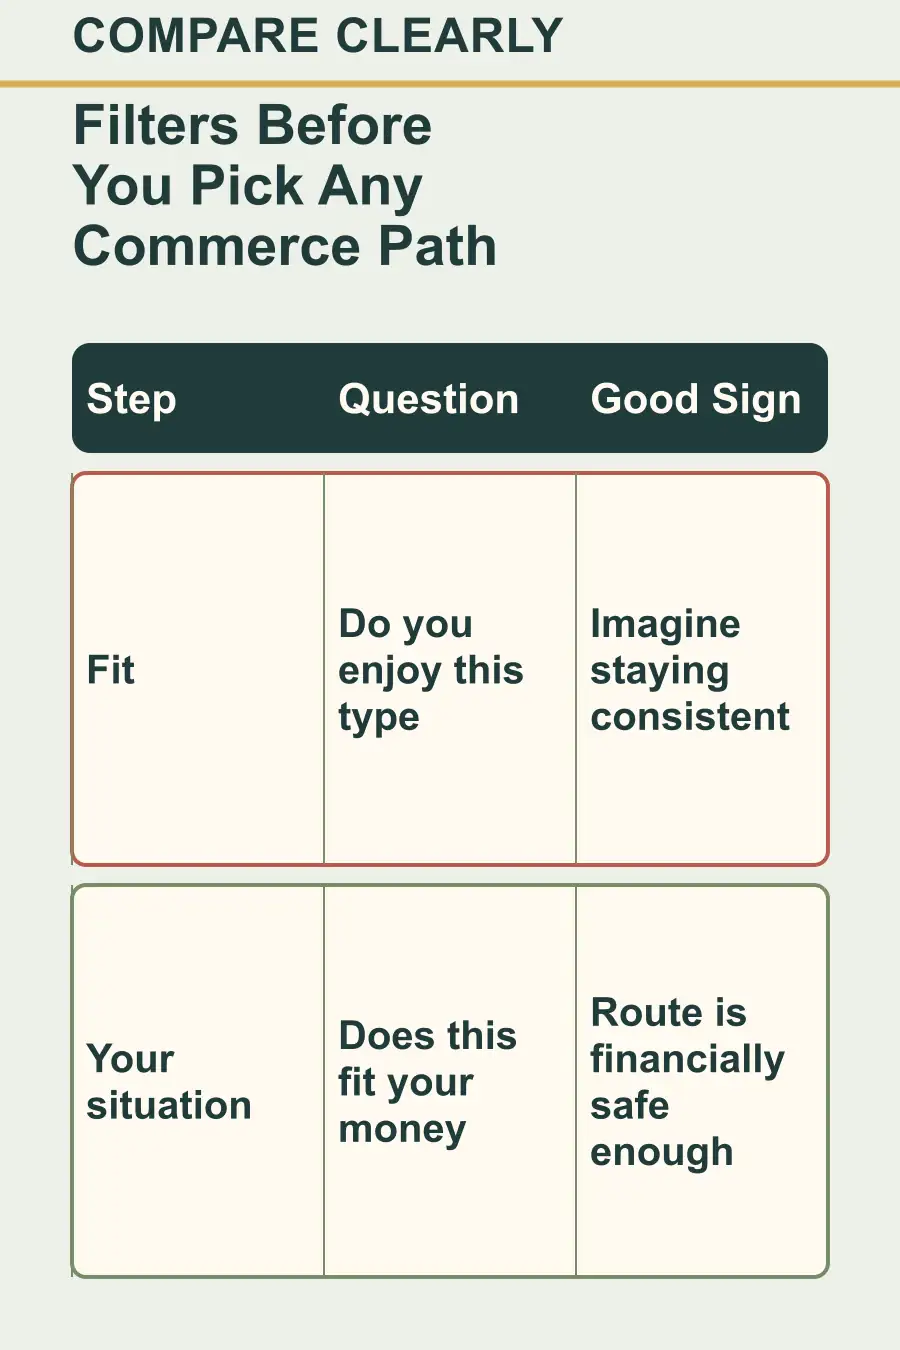 COMPARE CLEARLY
Filters Before
You Pick Any
Commerce Path
Step
Question
Good Sign
Fit
Do you
enjoy this
type
Imagine
staying
consistent
Your
situation
Does this
fit your
money
Route is
financially
safe
enough